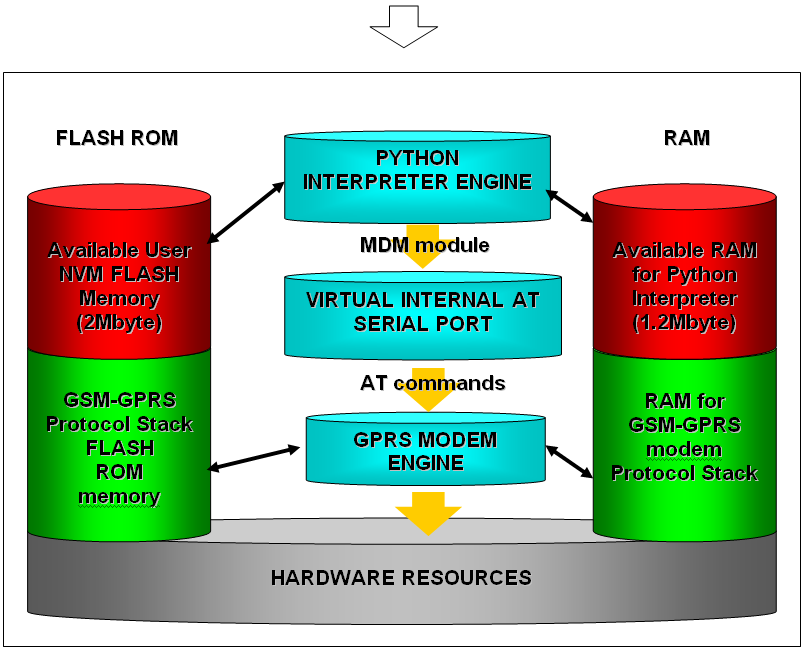 FLASH ROM
RAM
PYTHON
INTERPRETER ENGINE
MDM module
Available User
NVM FLASH
Memory
(2Mbyte)
VIRTUAL INTERNAL AT
SERIAL PORT
Available RAM
for Python
Interpreter
(1.2Mbyte)
AT commands
GSM-GPRS
Protocol Stack
FLASH
ROM
memory
GPRS MODEM
ENGINE
RAM for
GSM-GPRS
modem
Protocol Stack
HARDWARE RESOURCES